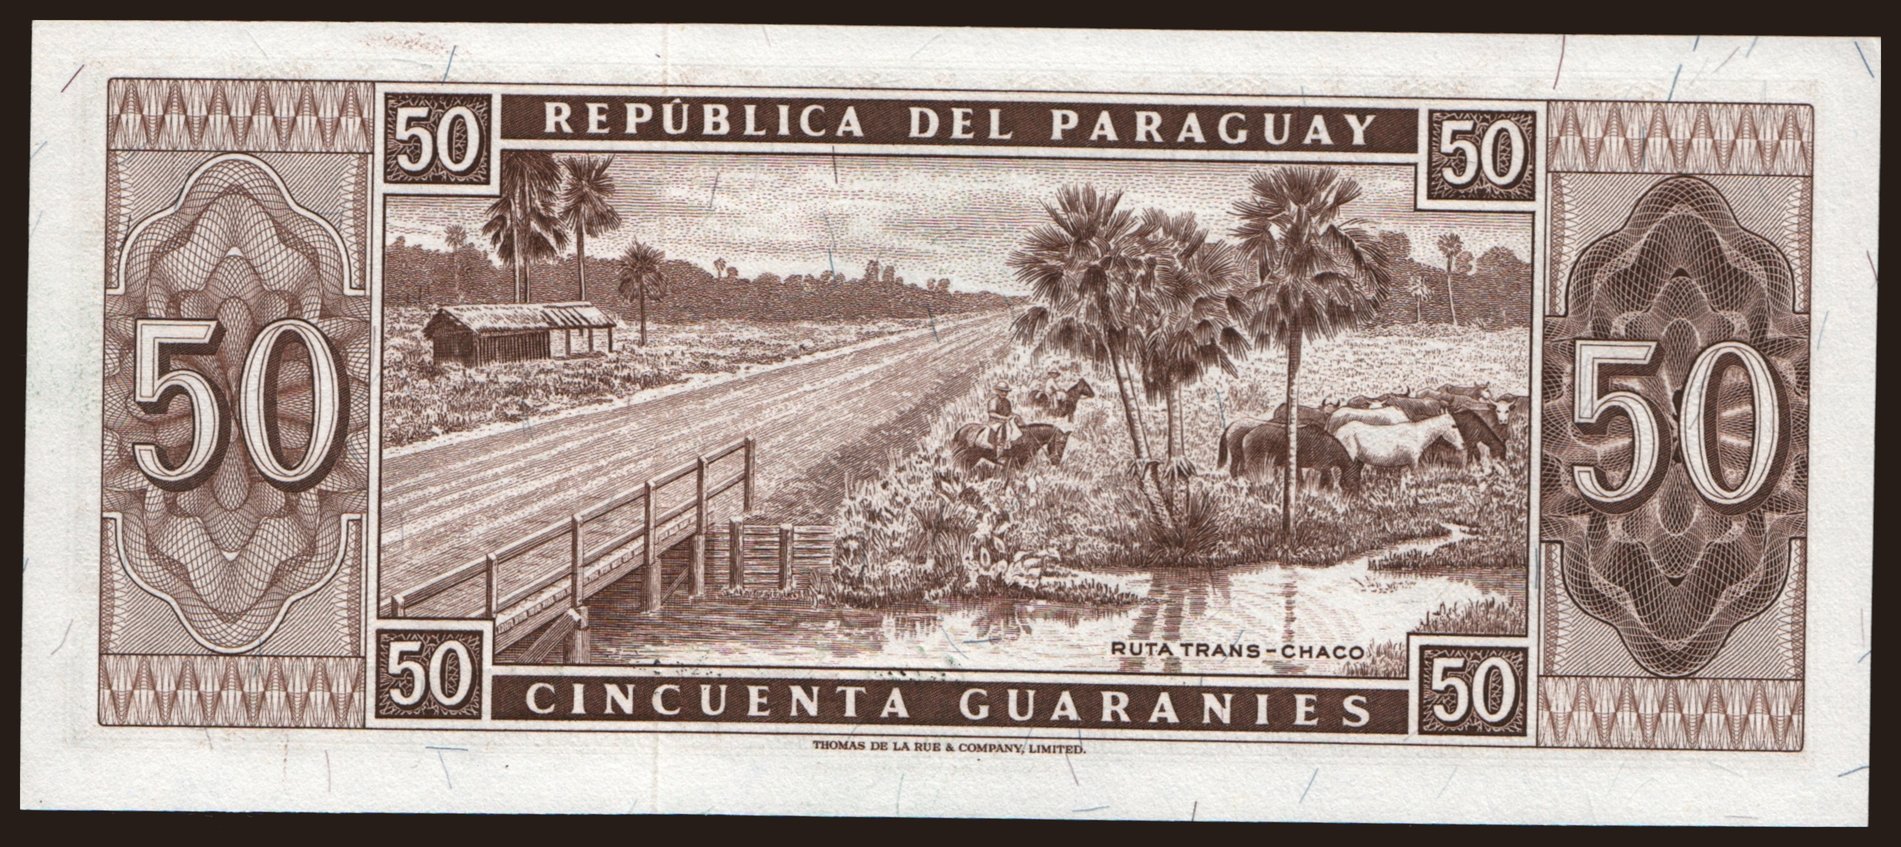 50 REPÚBLICA DEL PARAGUAY 50
50 50
RUTA TRANS-CHACO
50 CINCUENTA GUARANIES 50
THOMAS DE LA RUE & COMPANY, LIMITED.